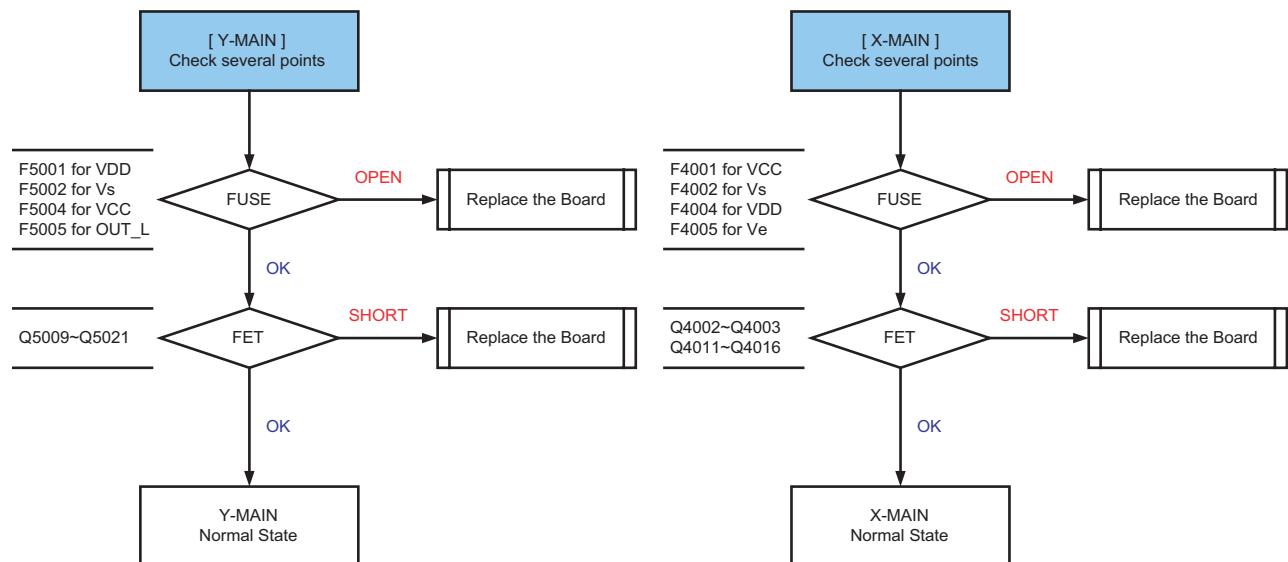 [ Y-MAIN ]
Check several points
F5001 for VDD
F5002 for Vs
F5004 for VCC
F5005 for OUT_L
FUSE
OPEN
Replace the Board
OK
Q5009~Q5021
FET
SHORT
Replace the Board
OK
Y-MAIN
Normal State
[ X-MAIN ]
Check several points
F4001 for VCC
F4002 for Vs
F4004 for VDD
F4005 for Ve
FUSE
OPEN
Replace the Board
OK
Q4002~Q4003
Q4011~Q4016
FET
SHORT
Replace the Board
OK
X-MAIN
Normal State